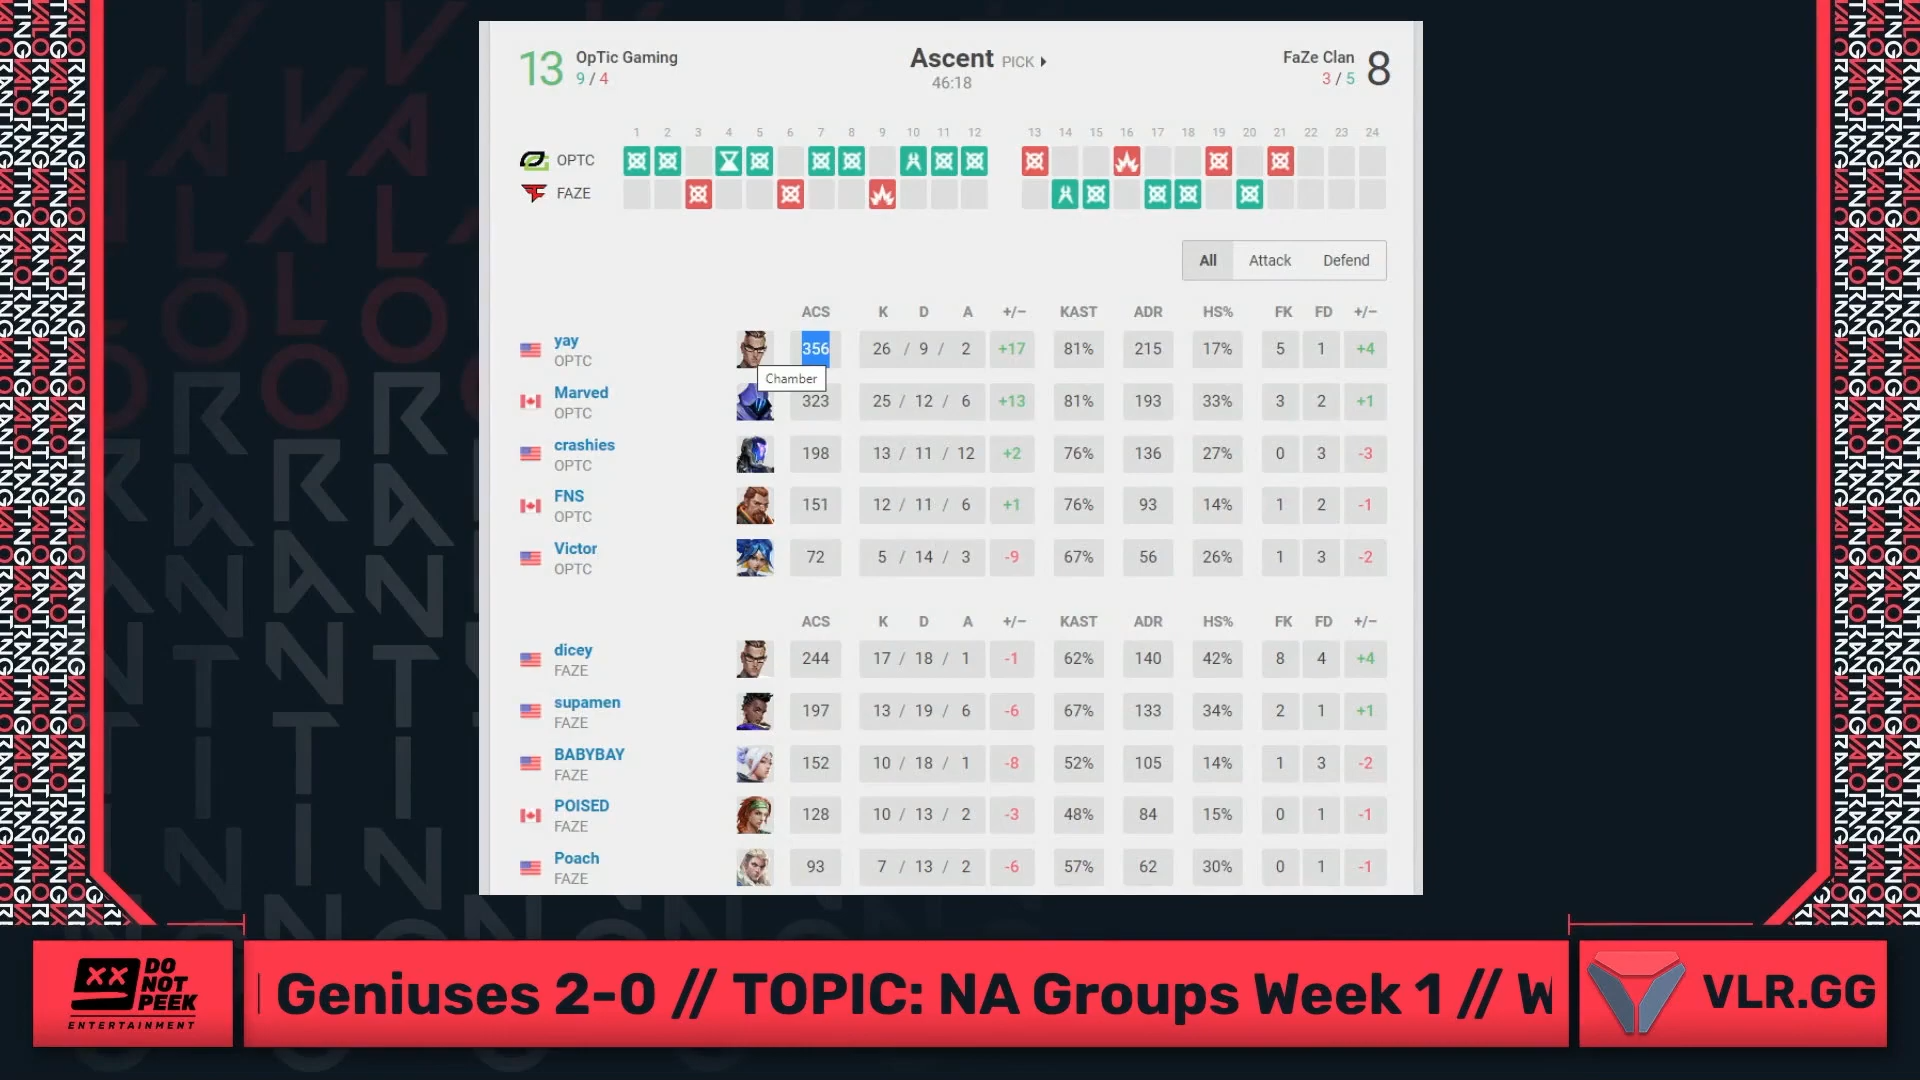 13 OpTic Gaming 9 / 4
Ascent PICK
46:18
FaZe Clan 3 / 5 8
1 2 3 4 5 6 7 8 9 10 11 12 13 14 15 16 17 18 19 20 21 22 23 24
OPTC
FAZE
All Attack Defend
ACS K D A +/– KAST ADR HS% FK FD +/–
yay OPTC 356 26 / 9 / 2 +17 81% 215 17% 5 1 +4
Chamber
Marved OPTC 323 25 / 12 / 6 +13 81% 193 33% 3 2 +1
crashies OPTC 198 13 / 11 / 12 +2 76% 136 27% 0 3 -3
FNS OPTC 151 12 / 11 / 6 +1 76% 93 14% 1 2 -1
Victor OPTC 72 5 / 14 / 3 -9 67% 56 26% 1 3 -2
ACS K D A +/– KAST ADR HS% FK FD +/–
dicey FAZE 244 17 / 18 / 1 -1 62% 140 42% 8 4 +4
supamen FAZE 197 13 / 19 / 6 -6 67% 133 34% 2 1 +1
BABYBAY FAZE 152 10 / 18 / 1 -8 52% 105 14% 1 3 -2
POISED FAZE 128 10 / 13 / 2 -3 48% 84 15% 0 1 -1
Poach FAZE 93 7 / 13 / 2 -6 57% 62 30% 0 1 -1
DO NOT PEEK
ENTERTAINMENT
Geniuses 2-0 // TOPIC: NA Groups Week 1 // W
VLR.GG
VALORANTING